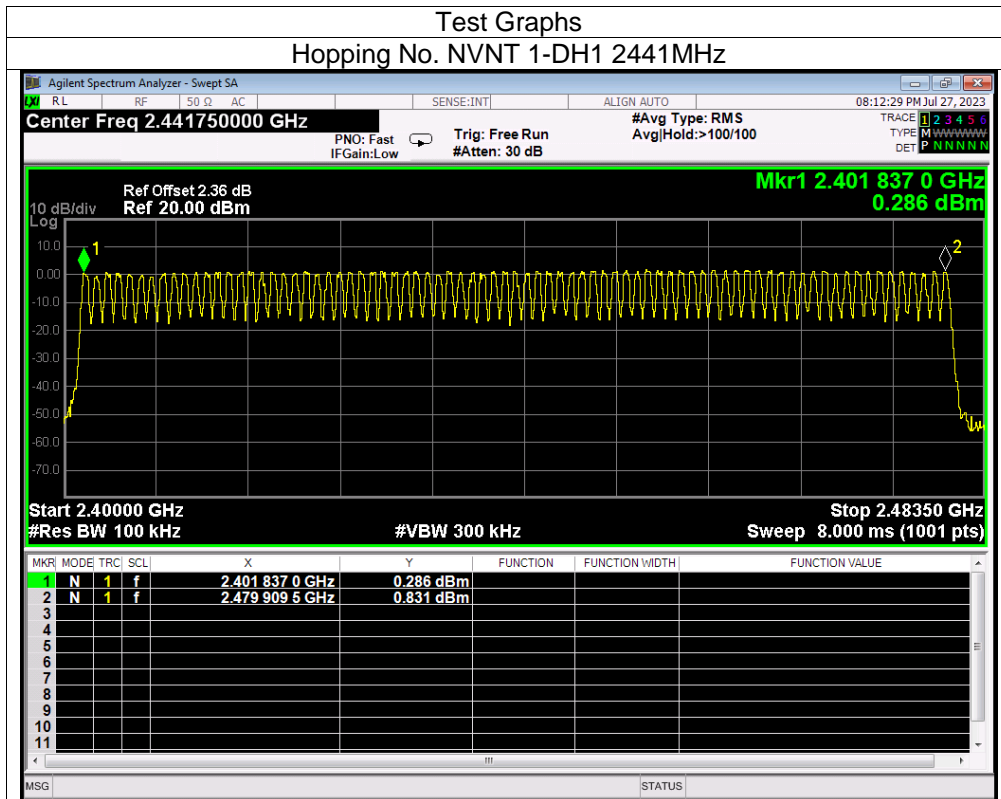 Test Graphs
Hopping No. NVNT 1-DH1 2441MHz
Agilent Spectrum Analyzer - Swept SA
LXI RL RF 50 Ω AC SENSE:INT ALIGN AUTO 08:12:29 PM Jul 27, 2023
Center Freq 2.441750000 GHz #Avg Type: RMS TRACE 1 2 3 4 5 6
PNO: Fast Trig: Free Run Avg|Hold:>100/100 TYPE M WWWWW
IFGain:Low #Atten: 30 dB DET P N N N N N
Mkr1 2.401 837 0 GHz
Ref Offset 2.36 dB 0.286 dBm
10 dB/div Ref 20.00 dBm
Log
10.0
1
2
0.00
-10.0
-20.0
-30.0
-40.0
-50.0
-60.0
-70.0
Start 2.40000 GHz Stop 2.48350 GHz
#Res BW 100 kHz #VBW 300 kHz Sweep 8.000 ms (1001 pts)
MKR MODE TRC SCL X Y FUNCTION FUNCTION WIDTH FUNCTION VALUE
1 N 1 f 2.401 837 0 GHz 0.286 dBm
2 N 1 f 2.479 909 5 GHz 0.831 dBm
3
4
5
6
7
8
9
10
11
MSG STATUS